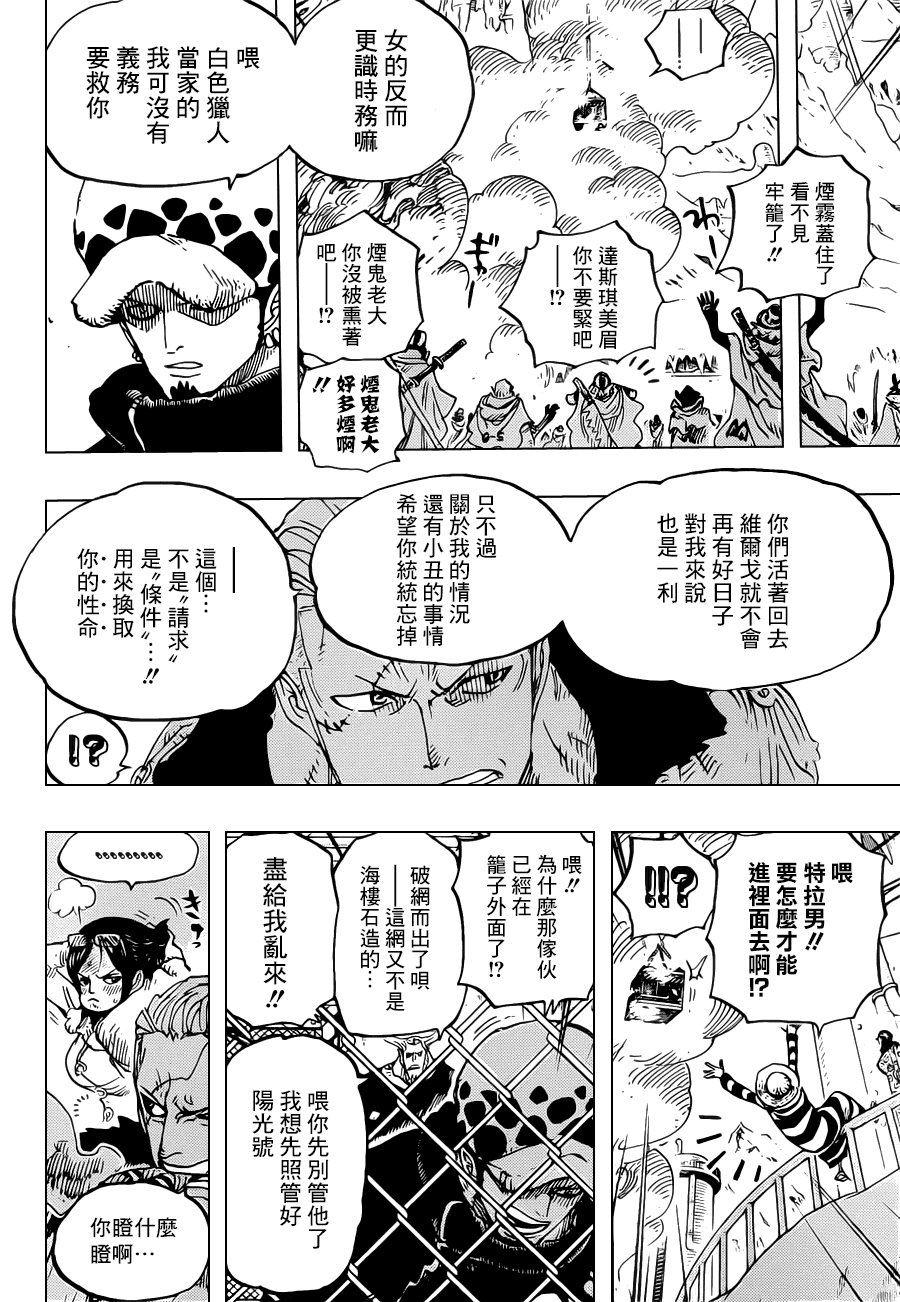 煙霧蓋住了
看不見
牢籠了!!
達斯琪美眉
你不要緊吧
——!?
煙鬼老大
你沒被熏著
吧——!?
煙鬼老大
好多煙啊
!!
女的反而
更識時務嘛
喂
白色獵人
當家的
我可沒有
義務
要救你
你們活著回去
維爾戈就不會
再有好日子
對我來說
也是一利
只不過
關於我的情況
還有小丑的事情
希望你統統忘掉
——
這個…
不是〝請求〞
是〝條件〞…!!
用來換取
你的性命
!?
喂
特拉男!!
要怎麼才能
進裡面去啊!?
!!?
喂!!
為什麼那傢伙
已經在
籠子外面了!?
破網而出了唄
——這網又不是
海樓石造的…
盡給我亂來!!
喂你先別管他了
我想先照管好
陽光號
…………
你瞪什麼
瞪啊…